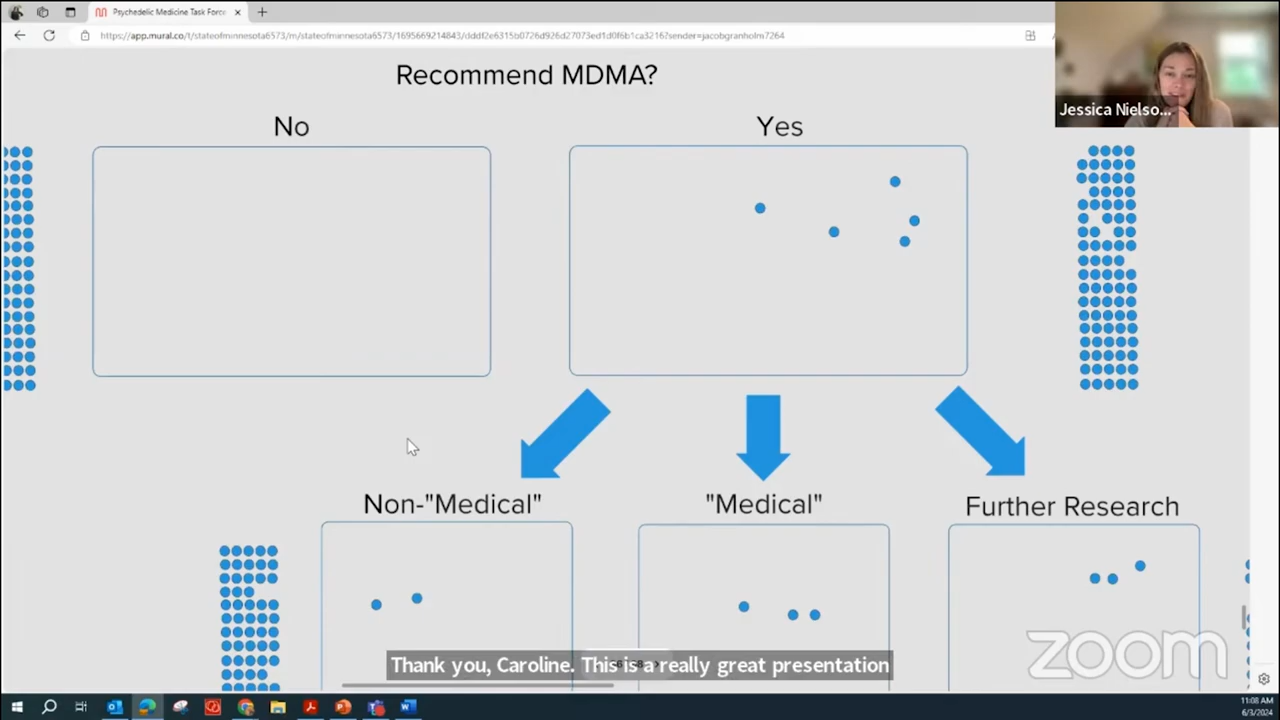 Psychedelic Medicine Task Force
https://app.mural.co/t/stateofminnesota6573/m/stateofminnesota6573/1695669214843/dddf2e6315b0726d926d27073ed1d0f6b1ca3216?sender=jacobgranholm7264
Jessica Nielso...
Recommend MDMA?
No
Yes
Non-"Medical"
"Medical"
Further Research
Thank you, Caroline. This is a really great presentation
zoom
11:08 AM
6/3/2024